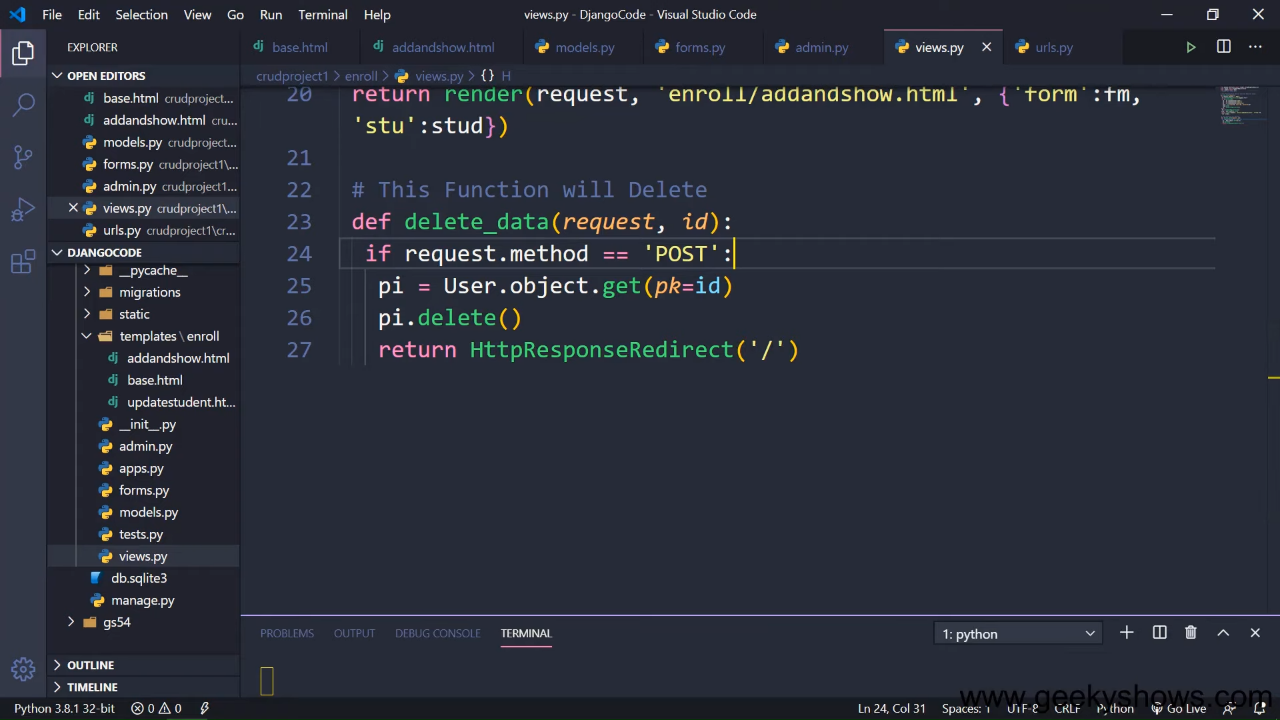 File Edit Selection View Go Run Terminal Help views.py - DjangoCode - Visual Studio Code
EXPLORER
base.html addandshow.html models.py forms.py admin.py views.py urls.py
OPEN EDITORS
crudproject1 enroll views.py {} H
base.html crudproject...
addandshow.html
models.py crudproject...
forms.py crudproject1\...
admin.py crudproject...
views.py crudproject1\...
urls.py crudproject1\...
DJANGOCODE
__pycache__
migrations
static
templates \ enroll
addandshow.html
base.html
updatestudent.ht...
__init__.py
admin.py
apps.py
forms.py
models.py
tests.py
views.py
db.sqlite3
manage.py
gs54
OUTLINE
TIMELINE
20 return render(request, 'enroll/addandshow.html', {'form':fm,
'stu':stud})
21
22 # This Function will Delete
23 def delete_data(request, id):
24 if request.method == 'POST':
25 pi = User.object.get(pk=id)
26 pi.delete()
27 return HttpResponseRedirect('/')
PROBLEMS OUTPUT DEBUG CONSOLE TERMINAL 1: python
www.geekyshows.com
Python 3.8.1 32-bit 0 0 Ln 24, Col 31 Spaces: 1 UTF-8 CRLF Python Go Live